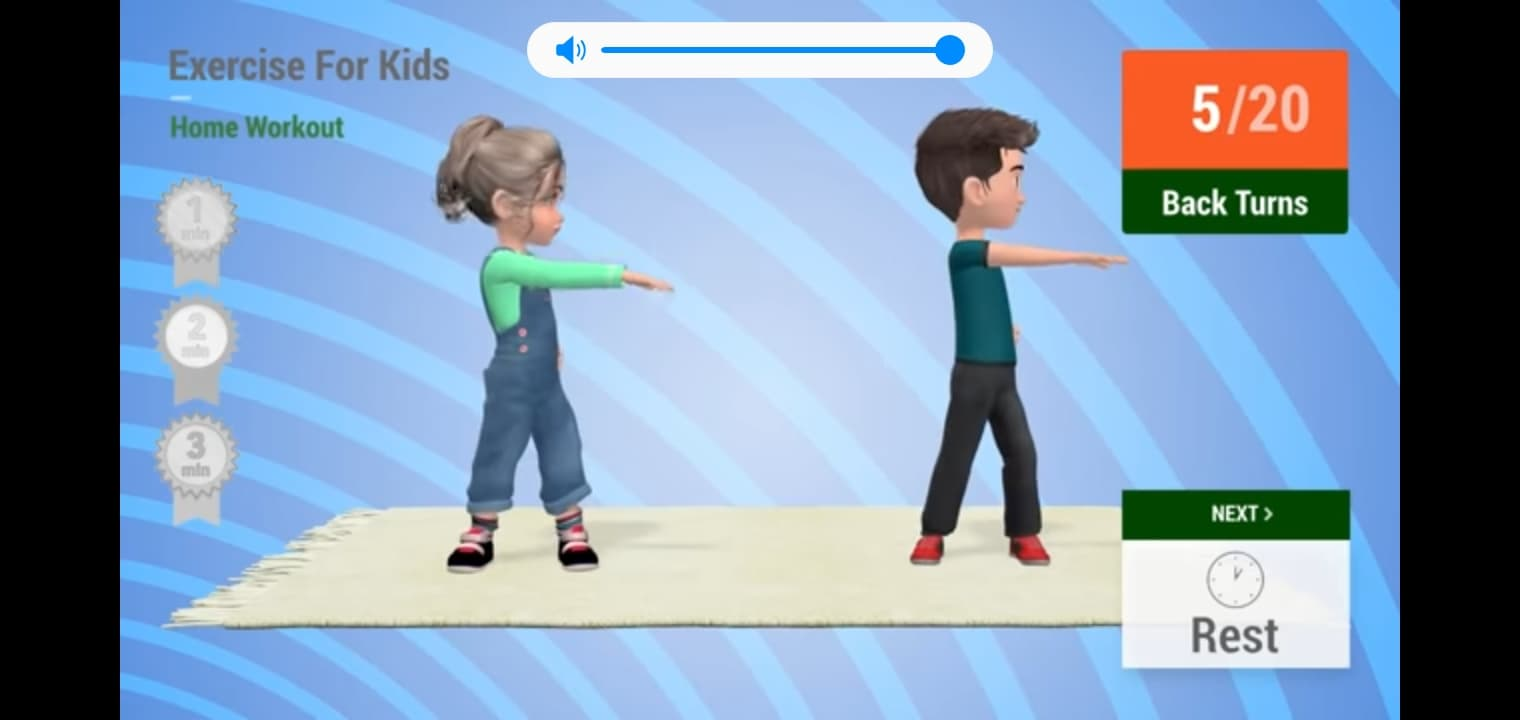 Exercise For Kids
Home Workout
1
min
2
min
3
min
5/20
Back Turns
NEXT >
Rest